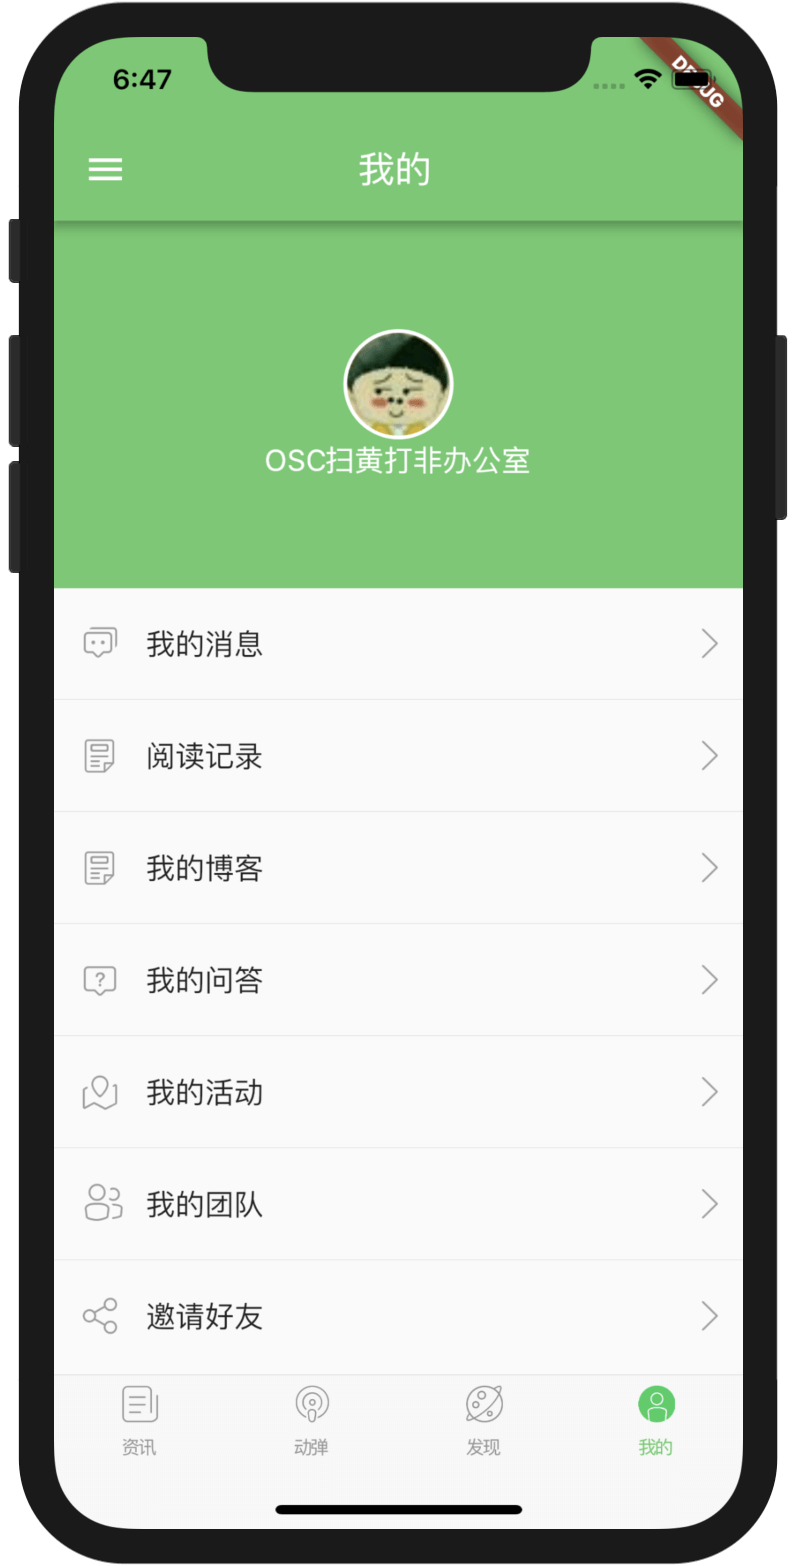 6:47
DEBUG
我的
OSC扫黄打非办公室
我的消息
阅读记录
我的博客
我的问答
我的活动
我的团队
邀请好友
资讯
动弹
发现
我的